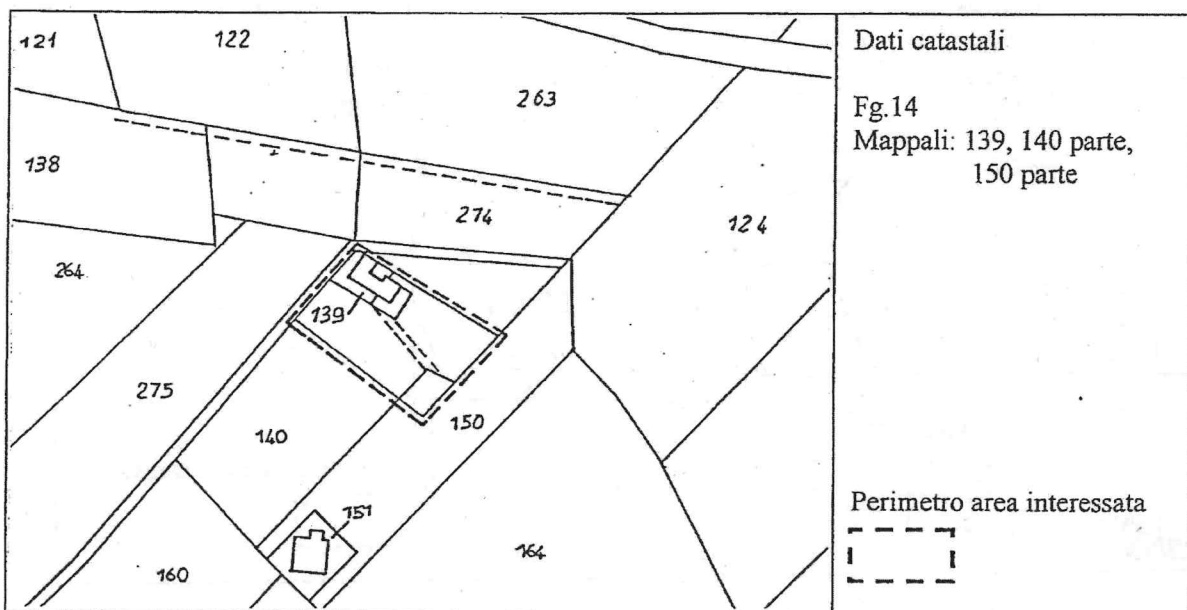 121
122
263
138
274
124
264
139
275
150
140
151
164
160
Dati catastali
Fg.14
Mappali: 139, 140 parte,
150 parte
Perimetro area interessata